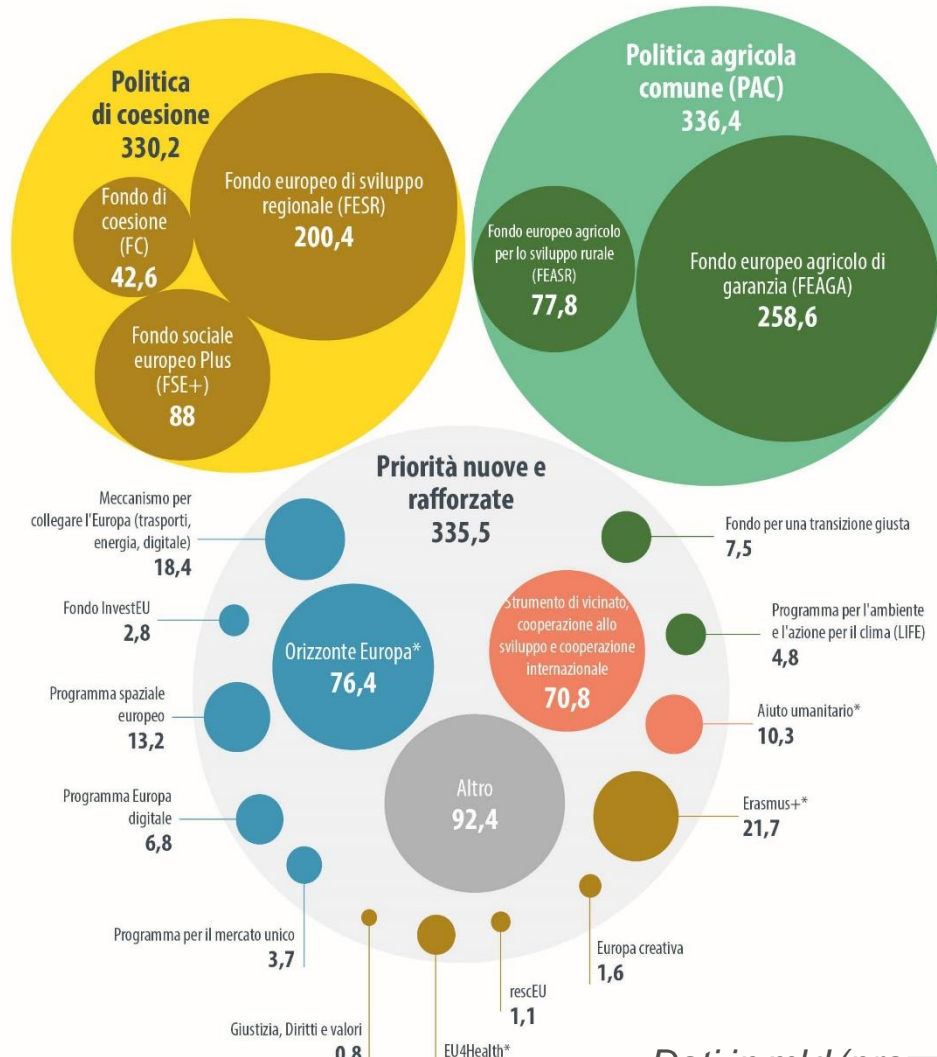 Politica
di coesione
330,2
Fondo europeo di sviluppo
regionale (FESR)
200,4
Fondo di
coesione
(FC)
42,6
Fondo sociale
europeo Plus
(FSE+)
88
Politica agricola
comune (PAC)
336,4
Fondo europeo agricolo
per lo sviluppo rurale
(FEASR)
77,8
Fondo europeo agricolo di
garanzia (FEAGA)
258,6
Priorità nuove e
rafforzate
335,5
Meccanismo per
collegare l'Europa (trasporti,
energia, digitale)
18,4
Fondo InvestEU
2,8
Programma spaziale
europeo
13,2
Programma Europa
digitale
6,8
Programma per il mercato unico
3,7
Orizzonte Europa*
76,4
Strumento di vicinato,
cooperazione allo
sviluppo e cooperazione
internazionale
70,8
Altro
92,4
Fondo per una transizione giusta
7,5
Programma per l'ambiente
e l'azione per il clima (LIFE)
4,8
Aiuto umanitario*
10,3
Erasmus+*
21,7
Europa creativa
1,6
rescEU
1,1
Giustizia, Diritti e valori
0,8
EU4Health*